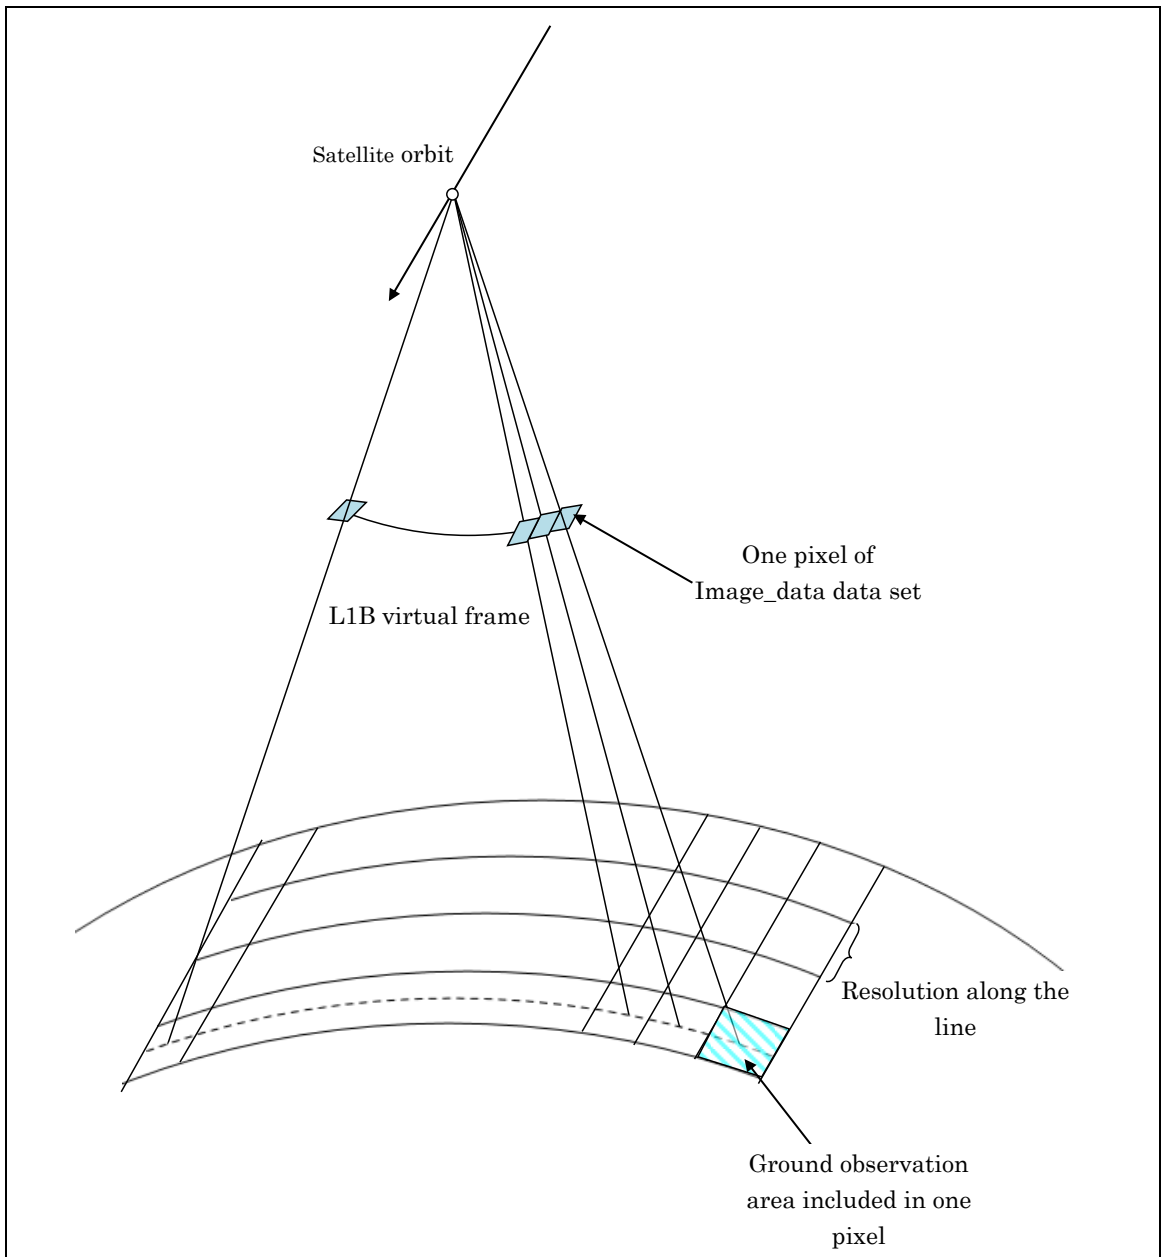 Satellite orbit
One pixel of
Image_data data set
L1B virtual frame
Resolution along the
line
Ground observation
area included in one
pixel